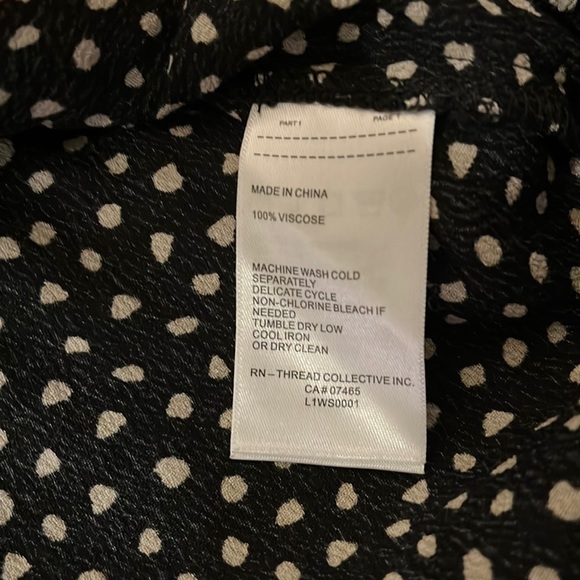 PART 1 PAGE 1
MADE IN CHINA
100% VISCOSE
MACHINE WASH COLD
SEPARATELY
DELICATE CYCLE
NON-CHLORINE BLEACH IF
NEEDED
TUMBLE DRY LOW
COOL IRON
OR DRY CLEAN
RN – THREAD COLLECTIVE INC.
CA# 07465
L1WS0001